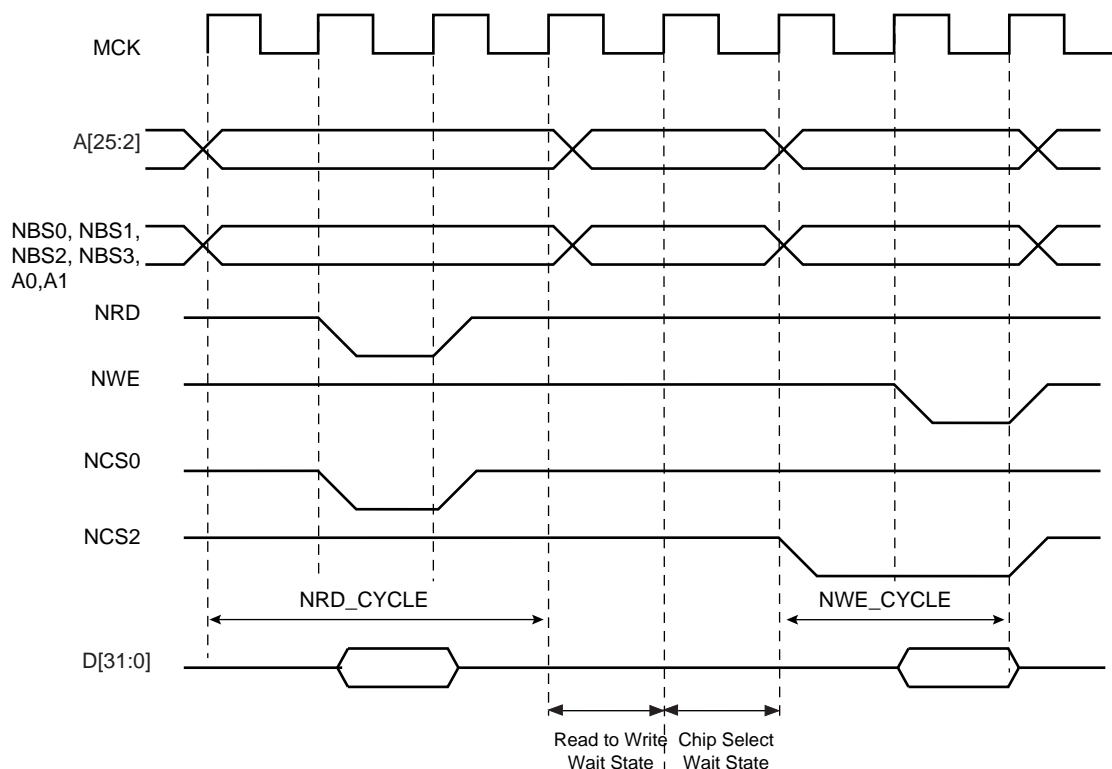 MCK
A[25:2]
NBS0, NBS1,
NBS2, NBS3,
A0,A1
NRD
NWE
NCS0
NCS2
NRD_CYCLE
NWE_CYCLE
D[31:0]
Read to Write
Wait State
Chip Select
Wait State